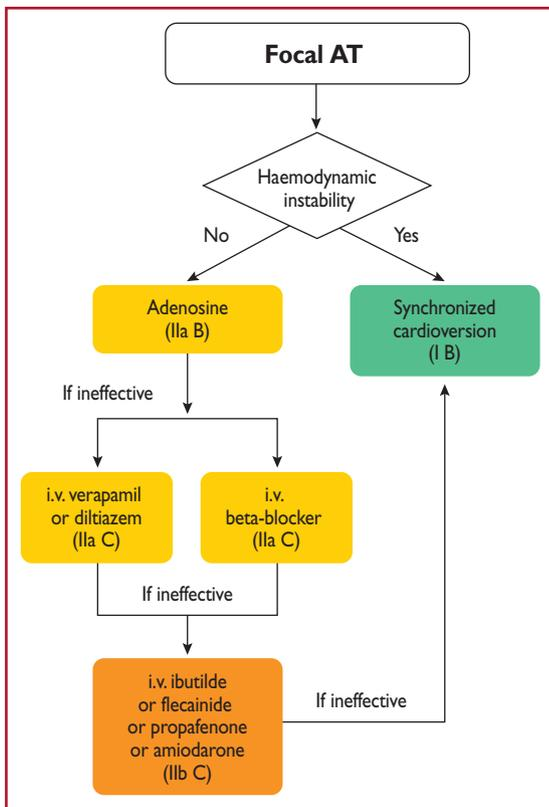 Focal AT
Haemodynamic
instability
No
Yes
Adenosine
(IIa B)
Synchronized
cardioversion
(I B)
If ineffective
i.v. verapamil
or diltiazem
(IIa C)
i.v.
beta-blocker
(IIa C)
If ineffective
i.v. ibutilde
or flecainide
or propafenone
or amiodarone
(IIb C)
If ineffective